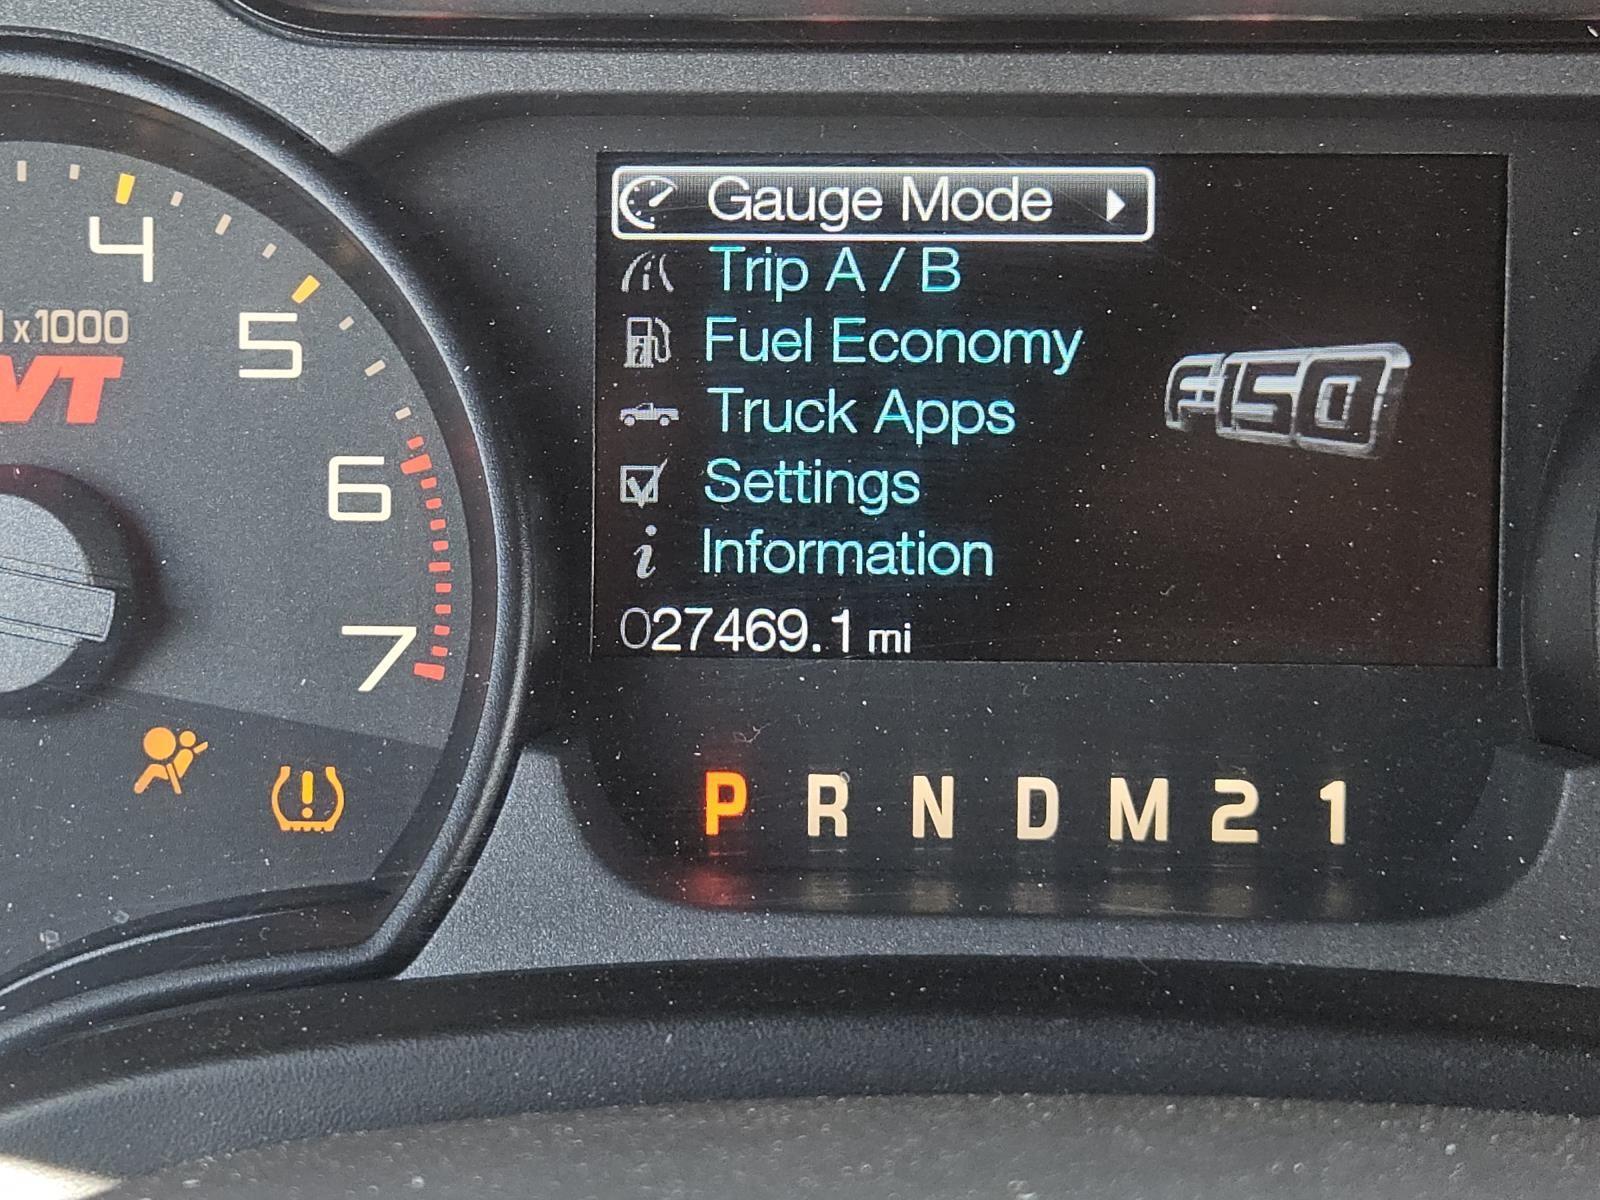 4
5
x1000
VT
6
7
Gauge Mode
Trip A / B
Fuel Economy
Truck Apps
Settings
Information
F-150
027469.1 mi
P R N D M 2 1